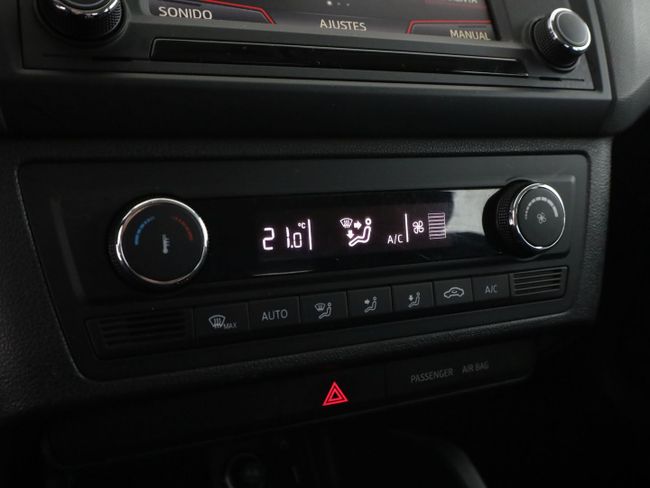 SONIDO
AJUSTES
MANUAL
21.0°C A/C
MAX AUTO A/C
PASSENGER AIR BAG